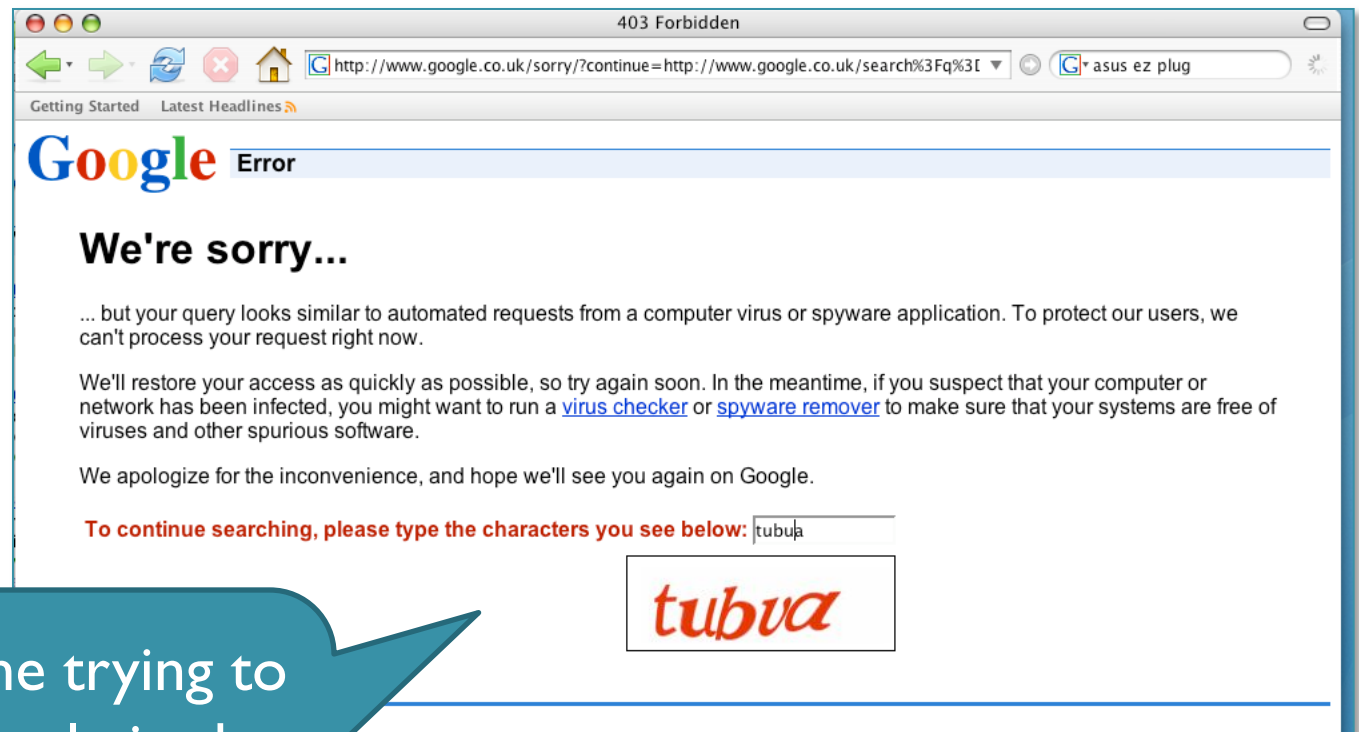 403 Forbidden
http://www.google.co.uk/sorry/?continue=http://www.google.co.uk/search%3Fq%3D
asus ez plug
Getting Started Latest Headlines
Google Error
We're sorry...
... but your query looks similar to automated requests from a computer virus or spyware application. To protect our users, we
can't process your request right now.
We'll restore your access as quickly as possible, so try again soon. In the meantime, if you suspect that your computer or
network has been infected, you might want to run a virus checker or spyware remover to make sure that your systems are free of
viruses and other spurious software.
We apologize for the inconvenience, and hope we'll see you again on Google.
To continue searching, please type the characters you see below: tubua
tubva
trying to